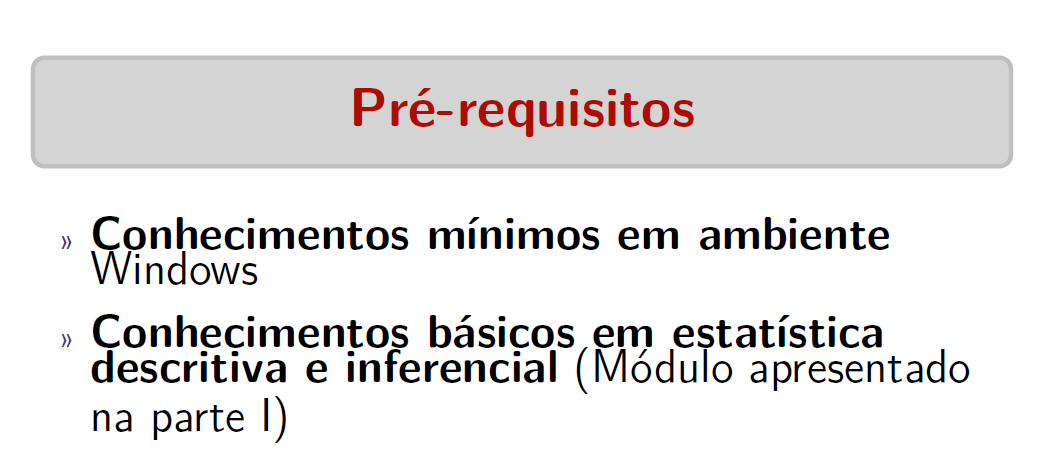 Pré-requisitos
» Conhecimentos mínimos em ambiente
Windows
» Conhecimentos básicos em estatística
descritiva e inferencial (Módulo apresentado
na parte I)